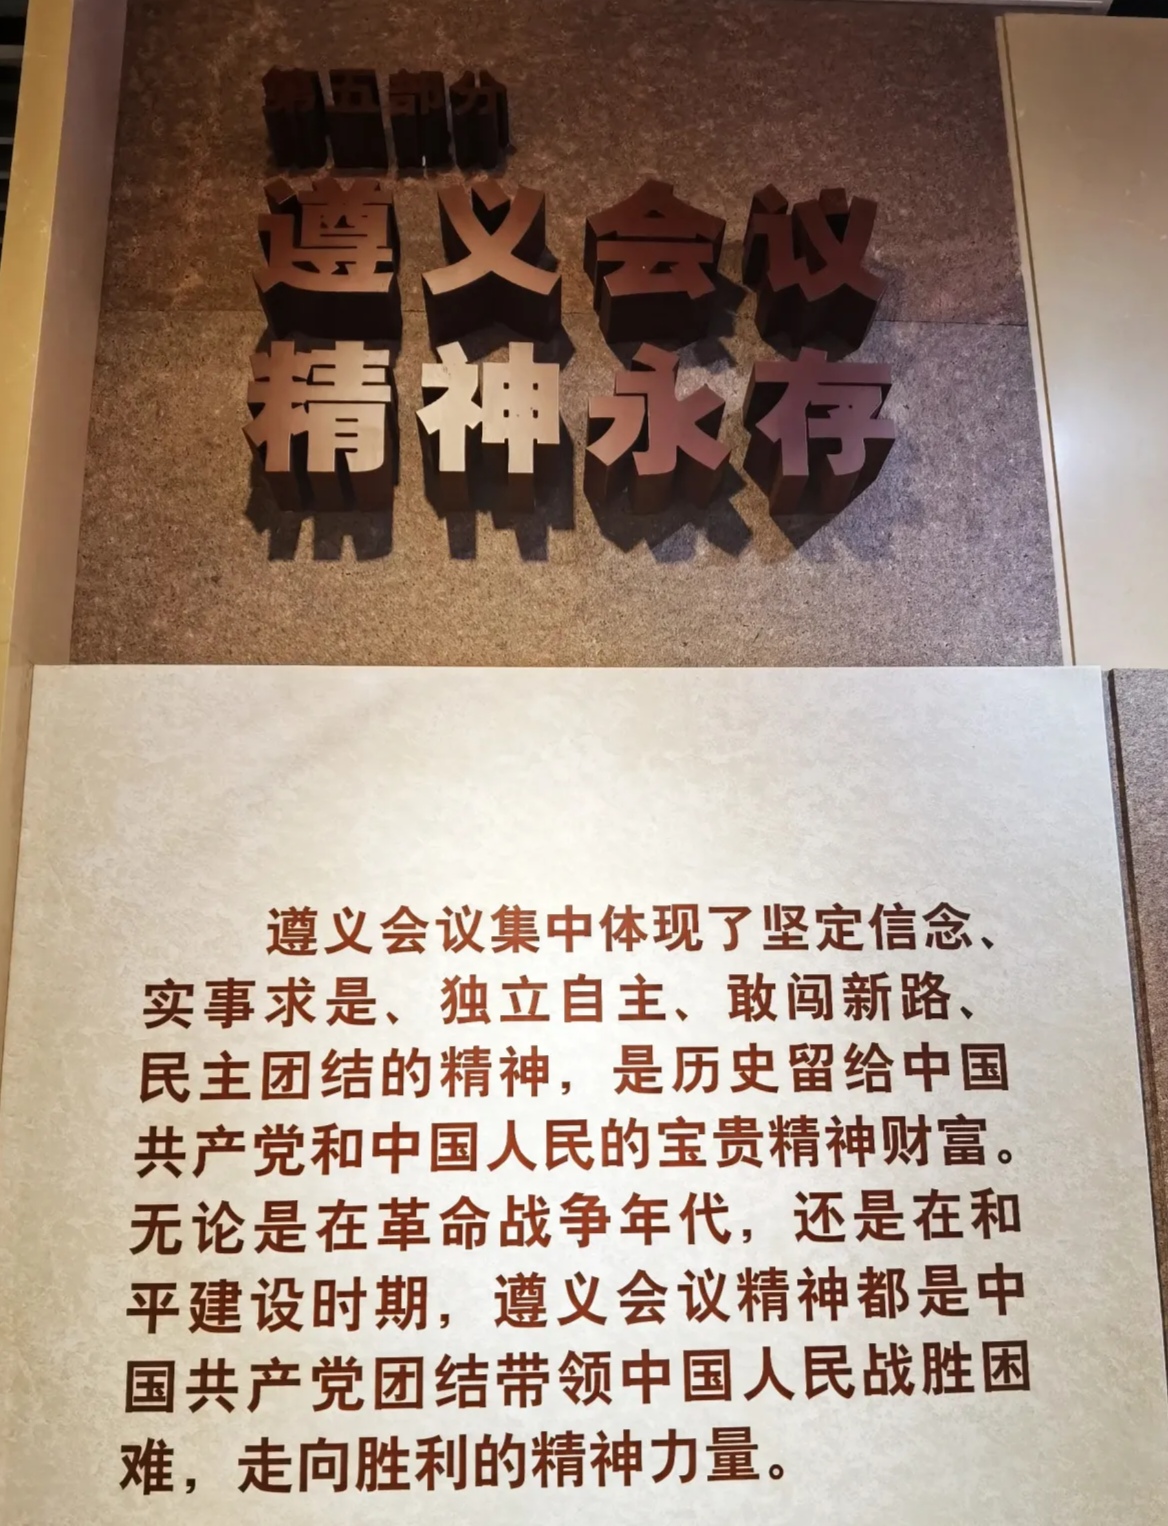 第五部分
遵义会议
精神永存
遵义会议集中体现了坚定信念、
实事求是、独立自主、敢闯新路、
民主团结的精神，是历史留给中国
共产党和中国人民的宝贵精神财富。
无论是在革命战争年代，还是在和
平建设时期，遵义会议精神都是中
国共产党团结带领中国人民战胜困
难，走向胜利的精神力量。